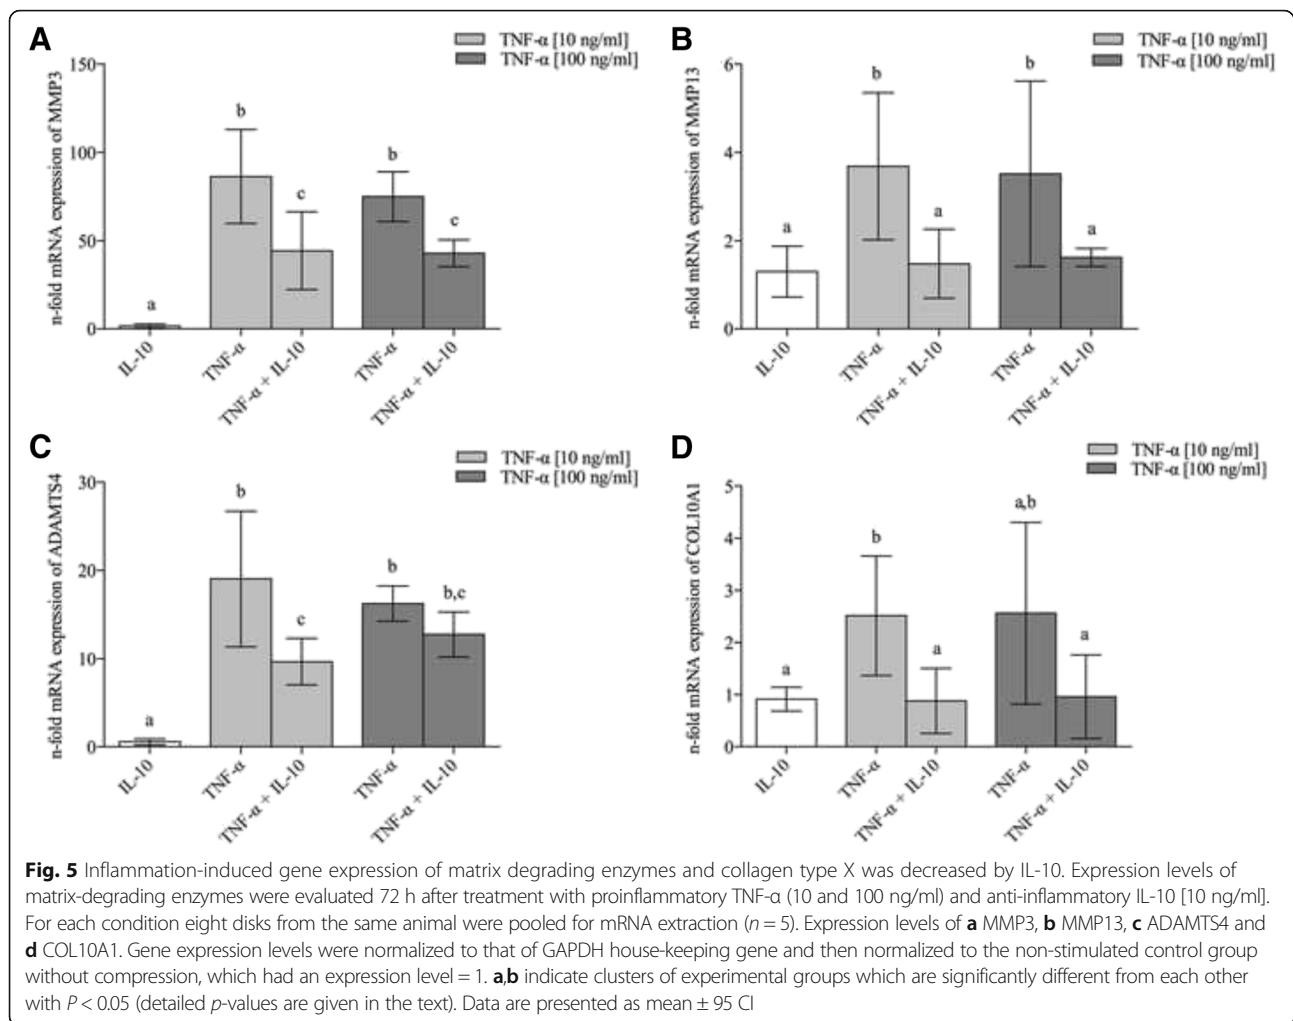 A
TNF-α [10 ng/ml]
TNF-α [100 ng/ml]
n-fold mRNA expression of MMP3
150
100
50
0
a
b
c
b
c
IL-10
TNF-α
TNF-α + IL-10
TNF-α
TNF-α + IL-10
B
TNF-α [10 ng/ml]
TNF-α [100 ng/ml]
n-fold mRNA expression of MMP13
6
4
2
0
a
b
a
b
a
IL-10
TNF-α
TNF-α + IL-10
TNF-α
TNF-α + IL-10
C
TNF-α [10 ng/ml]
TNF-α [100 ng/ml]
n-fold mRNA expression of ADAMTS4
30
20
10
0
a
b
c
b
b,c
IL-10
TNF-α
TNF-α + IL-10
TNF-α
TNF-α + IL-10
D
TNF-α [10 ng/ml]
TNF-α [100 ng/ml]
n-fold mRNA expression of COL10A1
5
4
3
2
1
0
a
b
a
a,b
a
IL-10
TNF-α
TNF-α + IL-10
TNF-α
TNF-α + IL-10
Fig. 5 Inflammation-induced gene expression of matrix degrading enzymes and collagen type X was decreased by IL-10. Expression levels of
matrix-degrading enzymes were evaluated 72 h after treatment with proinflammatory TNF-α (10 and 100 ng/ml) and anti-inflammatory IL-10 [10 ng/ml].
For each condition eight disks from the same animal were pooled for mRNA extraction (n = 5). Expression levels of a MMP3, b MMP13, c ADAMTS4 and
d COL10A1. Gene expression levels were normalized to that of GAPDH house-keeping gene and then normalized to the non-stimulated control group
without compression, which had an expression level = 1. a,b indicate clusters of experimental groups which are significantly different from each other
with P < 0.05 (detailed p-values are given in the text). Data are presented as mean ± 95 CI